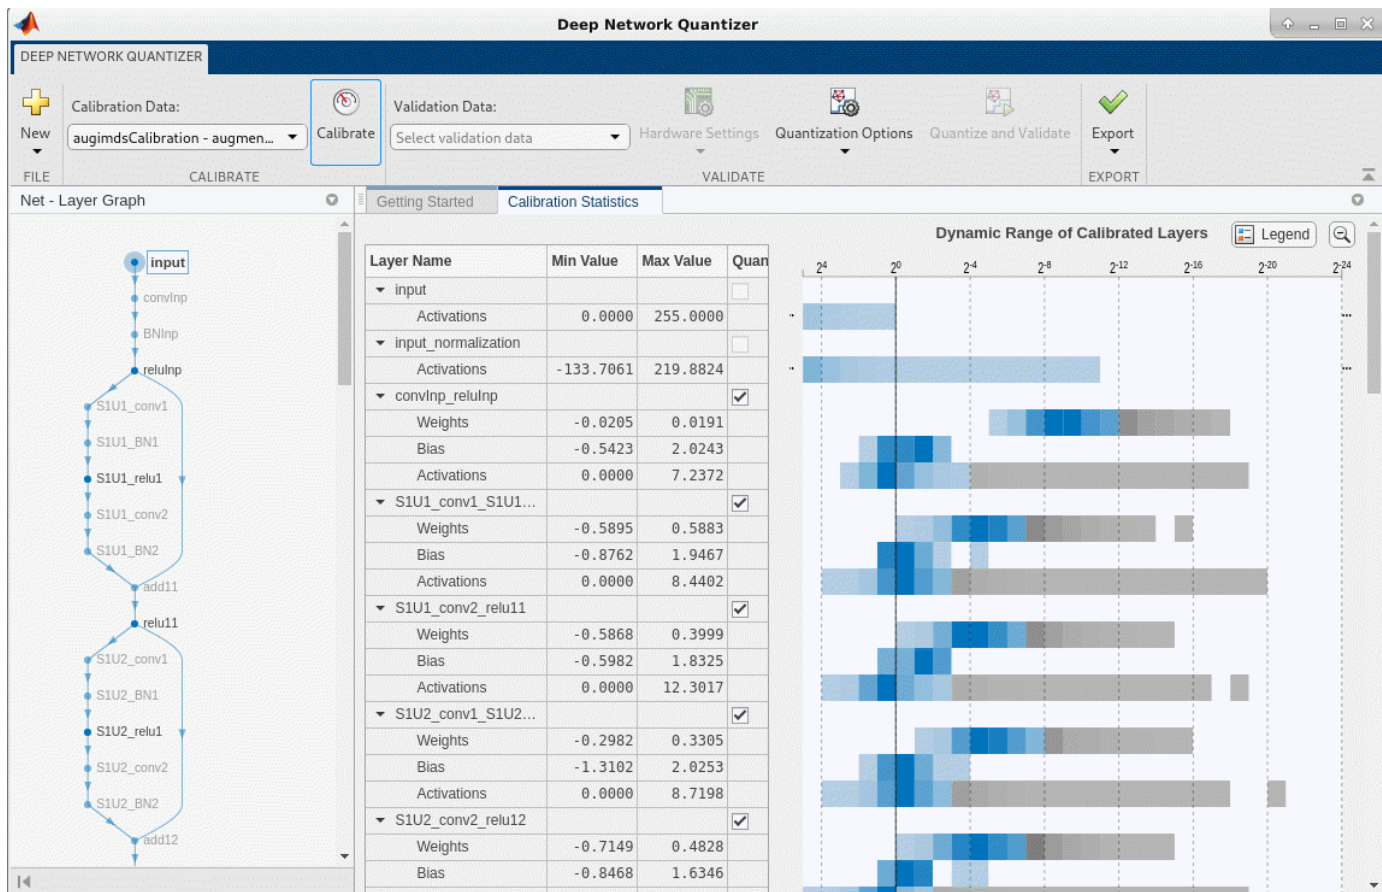 Deep Network Quantizer
DEEP NETWORK QUANTIZER
New
FILE
Calibration Data:
augimdsCalibration - augmen...
Calibrate
CALIBRATE
Validation Data:
Select validation data
Hardware Settings
Quantization Options
Quantize and Validate
VALIDATE
Export
EXPORT
Net - Layer Graph
input
convInp
BNInp
reluInp
S1U1_conv1
S1U1_BN1
S1U1_relu1
S1U1_conv2
S1U1_BN2
add11
relu11
S1U2_conv1
S1U2_BN1
S1U2_relu1
S1U2_conv2
S1U2_BN2
add12
Getting Started Calibration Statistics
Dynamic Range of Calibrated Layers Legend
Layer Name Min Value Max Value Quan
2⁴ 2⁰ 2⁻⁴ 2⁻⁸ 2⁻¹² 2⁻¹⁶ 2⁻²⁰ 2⁻²⁴
input
Activations 0.0000 255.0000
input_normalization
Activations -133.7061 219.8824
convInp_reluInp
Weights -0.0205 0.0191
Bias -0.5423 2.0243
Activations 0.0000 7.2372
S1U1_conv1_S1U1...
Weights -0.5895 0.5883
Bias -0.8762 1.9467
Activations 0.0000 8.4402
S1U1_conv2_relu11
Weights -0.5868 0.3999
Bias -0.5982 1.8325
Activations 0.0000 12.3017
S1U2_conv1_S1U2...
Weights -0.2982 0.3305
Bias -1.3102 2.0253
Activations 0.0000 8.7198
S1U2_conv2_relu12
Weights -0.7149 0.4828
Bias -0.8468 1.6346